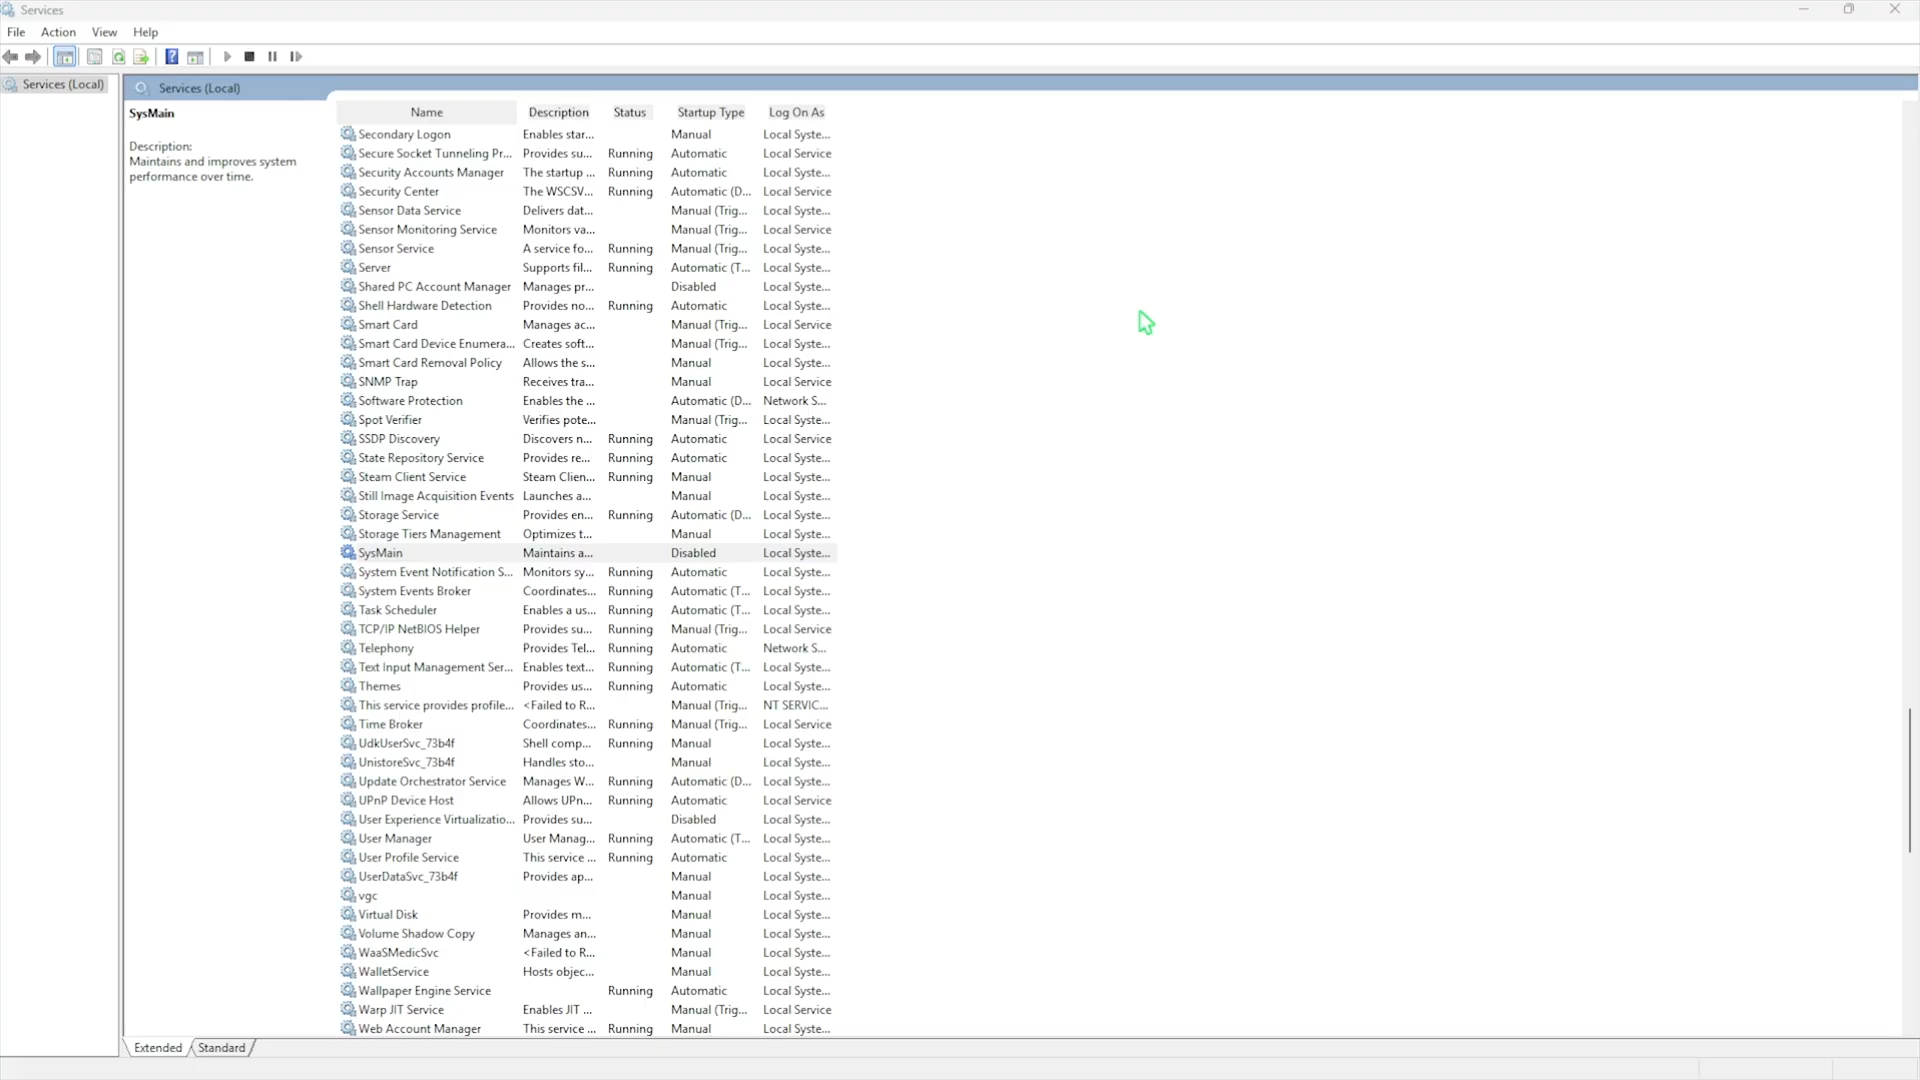 Services
File Action View Help
Services (Local)
Services (Local)
SysMain
Description:
Maintains and improves system
performance over time.
Name Description Status Startup Type Log On As
Secondary Logon Enables star... Manual Local Syste...
Secure Socket Tunneling Pr... Provides su... Running Automatic Local Service
Security Accounts Manager The startup ... Running Automatic Local Syste...
Security Center The WSCSV... Running Automatic (D... Local Service
Sensor Data Service Delivers dat... Manual (Trig... Local Syste...
Sensor Monitoring Service Monitors va... Manual (Trig... Local Service
Sensor Service A service fo... Running Manual (Trig... Local Syste...
Server Supports fil... Running Automatic (T... Local Syste...
Shared PC Account Manager Manages pr... Disabled Local Syste...
Shell Hardware Detection Provides no... Running Automatic Local Syste...
Smart Card Manages ac... Manual (Trig... Local Service
Smart Card Device Enumera... Creates soft... Manual (Trig... Local Syste...
Smart Card Removal Policy Allows the s... Manual Local Syste...
SNMP Trap Receives tra... Manual Local Service
Software Protection Enables the ... Automatic (D... Network S...
Spot Verifier Verifies pote... Manual (Trig... Local Syste...
SSDP Discovery Discovers n... Running Automatic Local Service
State Repository Service Provides re... Running Automatic Local Syste...
Steam Client Service Steam Clien... Running Manual Local Syste...
Still Image Acquisition Events Launches a... Manual Local Syste...
Storage Service Provides en... Running Automatic (D... Local Syste...
Storage Tiers Management Optimizes t... Manual Local Syste...
SysMain Maintains a... Disabled Local Syste...
System Event Notification S... Monitors sy... Running Automatic Local Syste...
System Events Broker Coordinates... Running Automatic (T... Local Syste...
Task Scheduler Enables a us... Running Automatic (T... Local Syste...
TCP/IP NetBIOS Helper Provides su... Running Manual (Trig... Local Service
Telephony Provides Tel... Running Automatic Network S...
Text Input Management Ser... Enables text... Running Automatic (T... Local Syste...
Themes Provides us... Running Automatic Local Syste...
This service provides profile... <Failed to R... Manual (Trig... NT SERVIC...
Time Broker Coordinates... Running Manual (Trig... Local Service
UdkUserSvc_73b4f Shell comp... Running Manual Local Syste...
UnistoreSvc_73b4f Handles sto... Manual Local Syste...
Update Orchestrator Service Manages W... Running Automatic (D... Local Syste...
UPnP Device Host Allows UPn... Running Automatic Local Service
User Experience Virtualizatio... Provides su... Disabled Local Syste...
User Manager User Manag... Running Automatic (T... Local Syste...
User Profile Service This service ... Running Automatic Local Syste...
UserDataSvc_73b4f Provides ap... Manual Local Syste...
vgc Manual Local Syste...
Virtual Disk Provides m... Manual Local Syste...
Volume Shadow Copy Manages an... Manual Local Syste...
WaaSMedicSvc <Failed to R... Manual Local Syste...
WalletService Hosts objec... Manual Local Syste...
Wallpaper Engine Service Running Automatic Local Syste...
Warp JIT Service Enables JIT ... Manual (Trig... Local Service
Web Account Manager This service ... Running Manual Local Syste...
Extended Standard